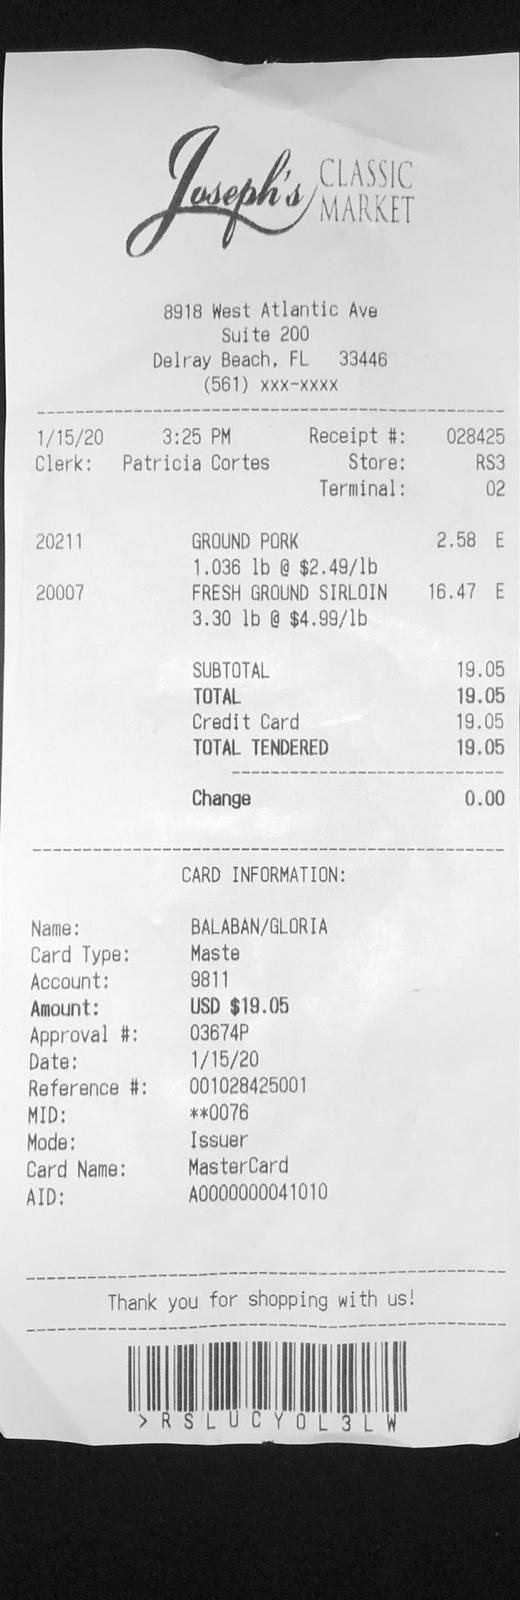 Joseph's CLASSIC MARKET
8918 West Atlantic Ave
Suite 200
Delray Beach, FL 33446
(561) xxx-xxxx
1/15/20 3:25 PM Receipt #: 028425
Clerk: Patricia Cortes Store: RS3
Terminal: 02
20211 GROUND PORK 2.58 E
1.036 lb @ $2.49/lb
20007 FRESH GROUND SIRLOIN 16.47 E
3.30 lb @ $4.99/lb
SUBTOTAL 19.05
TOTAL 19.05
Credit Card 19.05
TOTAL TENDERED 19.05
Change 0.00
CARD INFORMATION:
Name: BALABAN/GLORIA
Card Type: Maste
Account: 9811
Amount: USD $19.05
Approval #: 03674P
Date: 1/15/20
Reference #: 001028425001
MID: **0076
Mode: Issuer
Card Name: MasterCard
AID: A0000000041010
Thank you for shopping with us!
>RSLUCYOL3LW